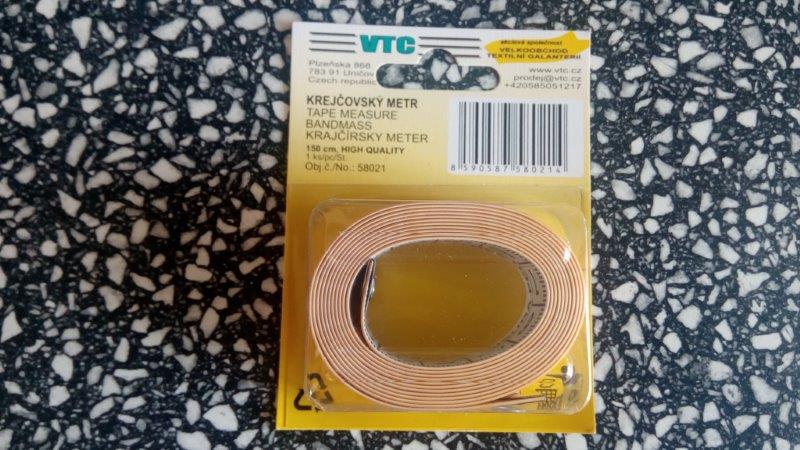 VTC
akciová společnost
VELKOOBCHOD
TEXTILNÍ GALANTERIÍ
Plzeňská 868
783 91 Uničov
Czech republic
www.vtc.cz
prodej@vtc.cz
+420585051217
KREJČOVSKÝ METR
TAPE MEASURE
BANDMASS
KRAJČÍRSKY METER
150 cm, HIGH QUALITY
1 ks/pc/St.
Obj.č./No.: 58021
8 590587 580214